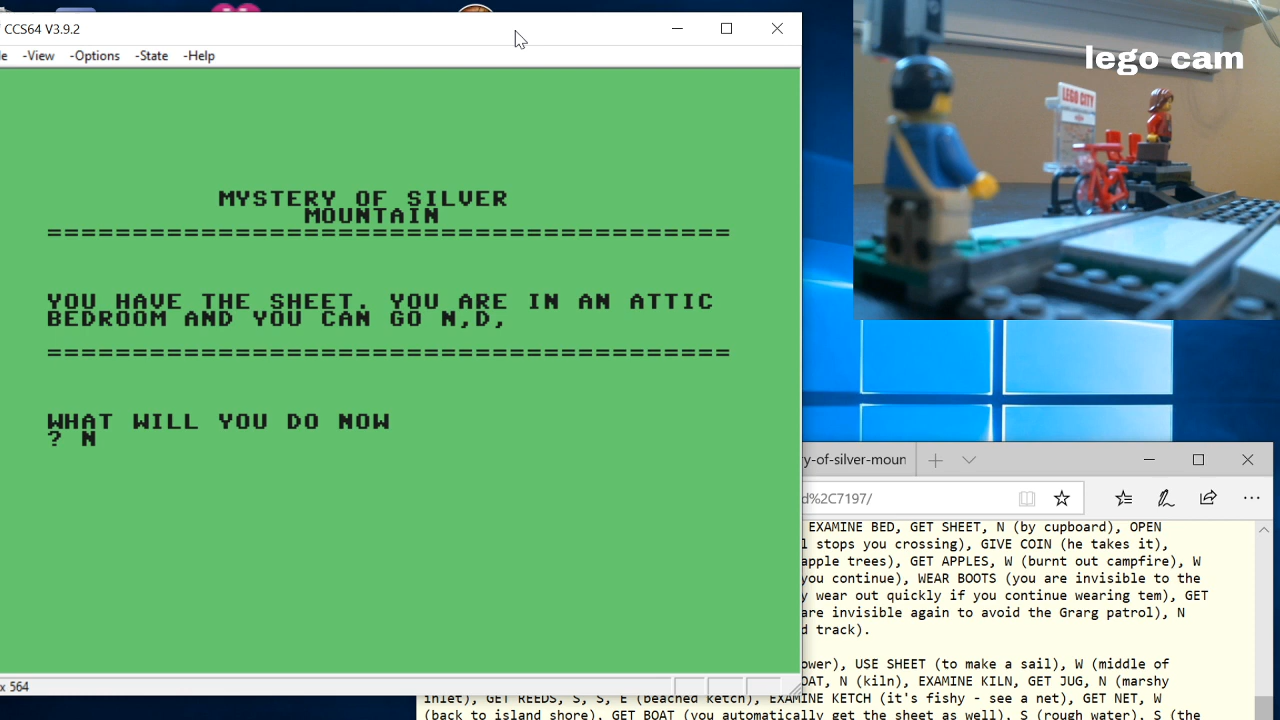 CCS64 V3.9.2
-View -Options -State -Help
MYSTERY OF SILVER
MOUNTAIN
========================================
YOU HAVE THE SHEET. YOU ARE IN AN ATTIC
BEDROOM AND YOU CAN GO N,D,
========================================
WHAT WILL YOU DO NOW
? N
x 564
lego cam
LEGO CITY
y-of-silver-moun
d%2C7197/
EXAMINE BED, GET SHEET, N (by cupboard), OPEN
l stops you crossing), GIVE COIN (he takes it),
apple trees), GET APPLES, W (burnt out campfire), W
you continue), WEAR BOOTS (you are invisible to the
y wear out quickly if you continue wearing tem), GET
are invisible again to avoid the Grarg patrol), N
d track).
ower), USE SHEET (to make a sail), W (middle of
OAT, N (kiln), EXAMINE KILN, GET JUG, N (marshy
inlet), GET REEDS, S, S, E (beached ketch), EXAMINE KETCH (it's fishy - see a net), GET NET, W
(back to island shore), GET BOAT (you automatically get the sheet as well), S (rough water), S (the